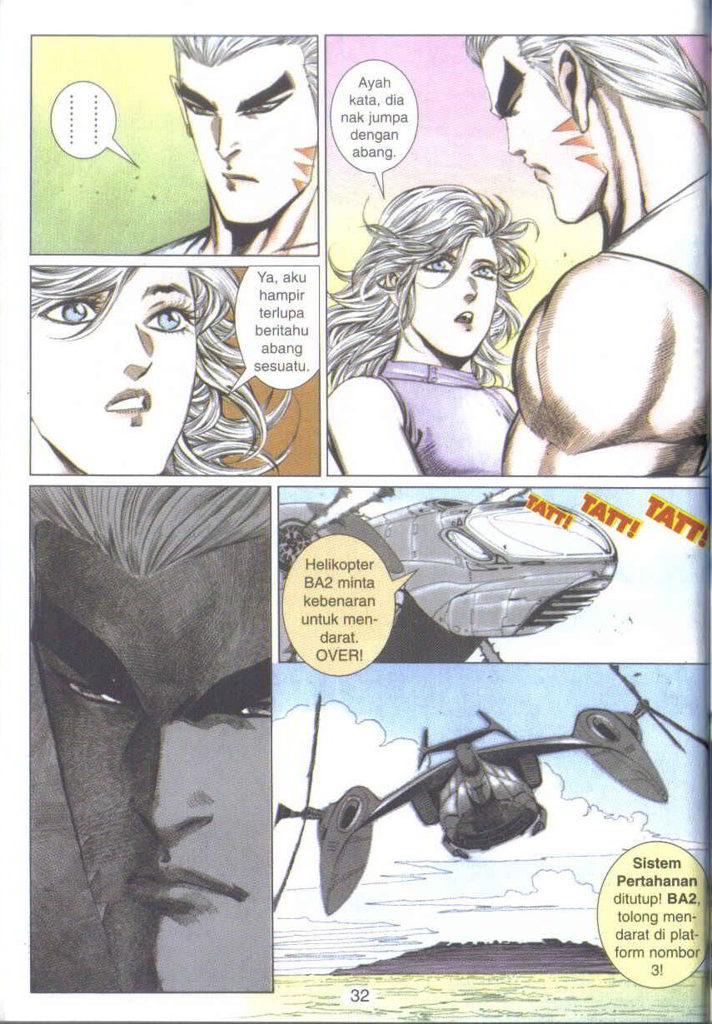 Ya, aku
hampir
terlupa
beritahu
abang
sesuatu.
Ayah
kata, dia
nak jumpa
dengan
abang.
TATT!
TATT!
TATT!
Helikopter
BA2 minta
kebenaran
untuk men-
darat.
OVER!
Sistem
Pertahanan
ditutup! BA2,
tolong men-
darat di plat-
form nombor
3!
32